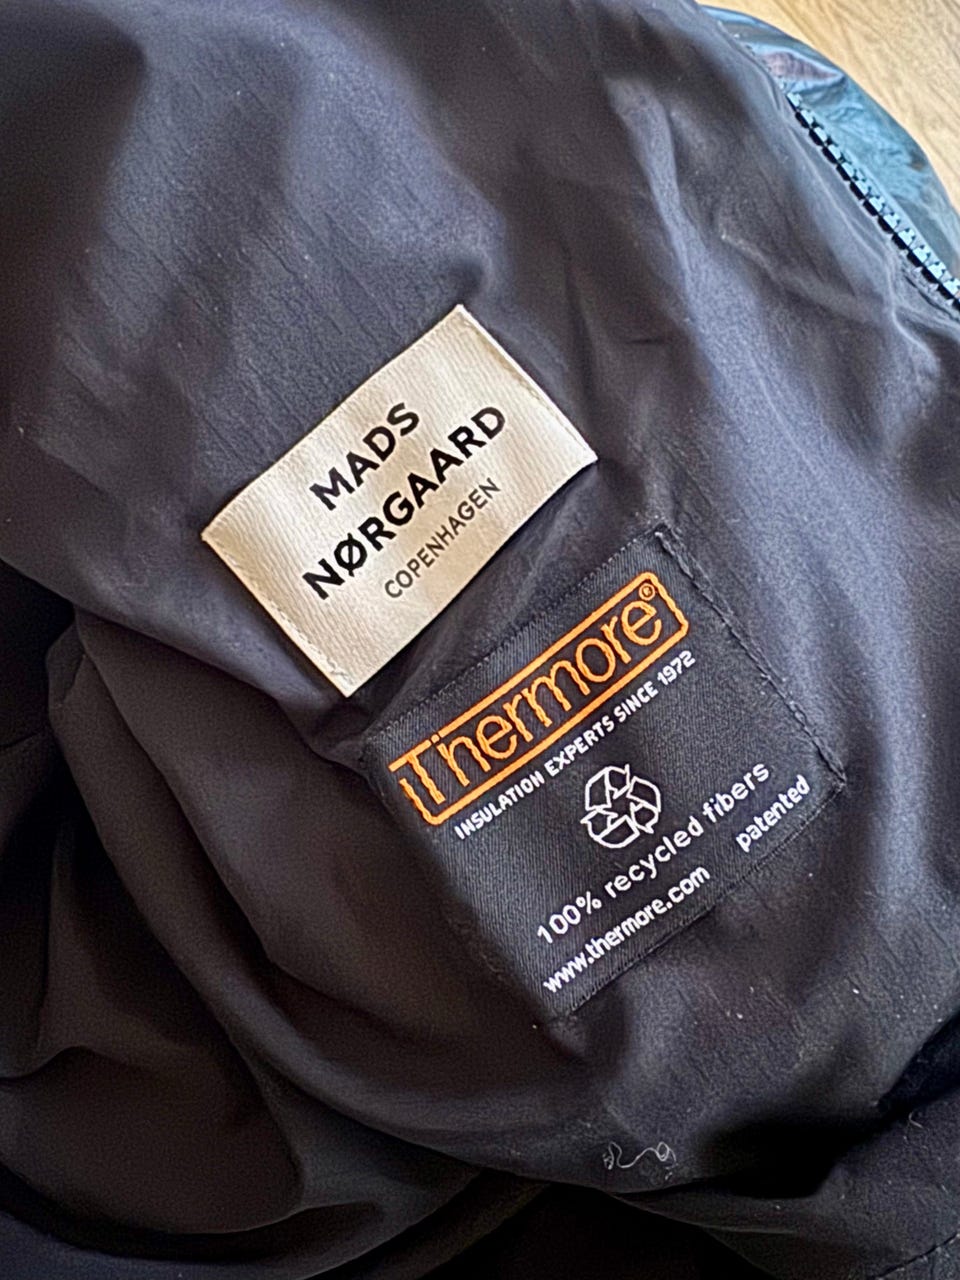 MADS
NØRGAARD
COPENHAGEN
Thermore®
INSULATION EXPERTS SINCE 1972
100% recycled fibers
www.thermore.com patented